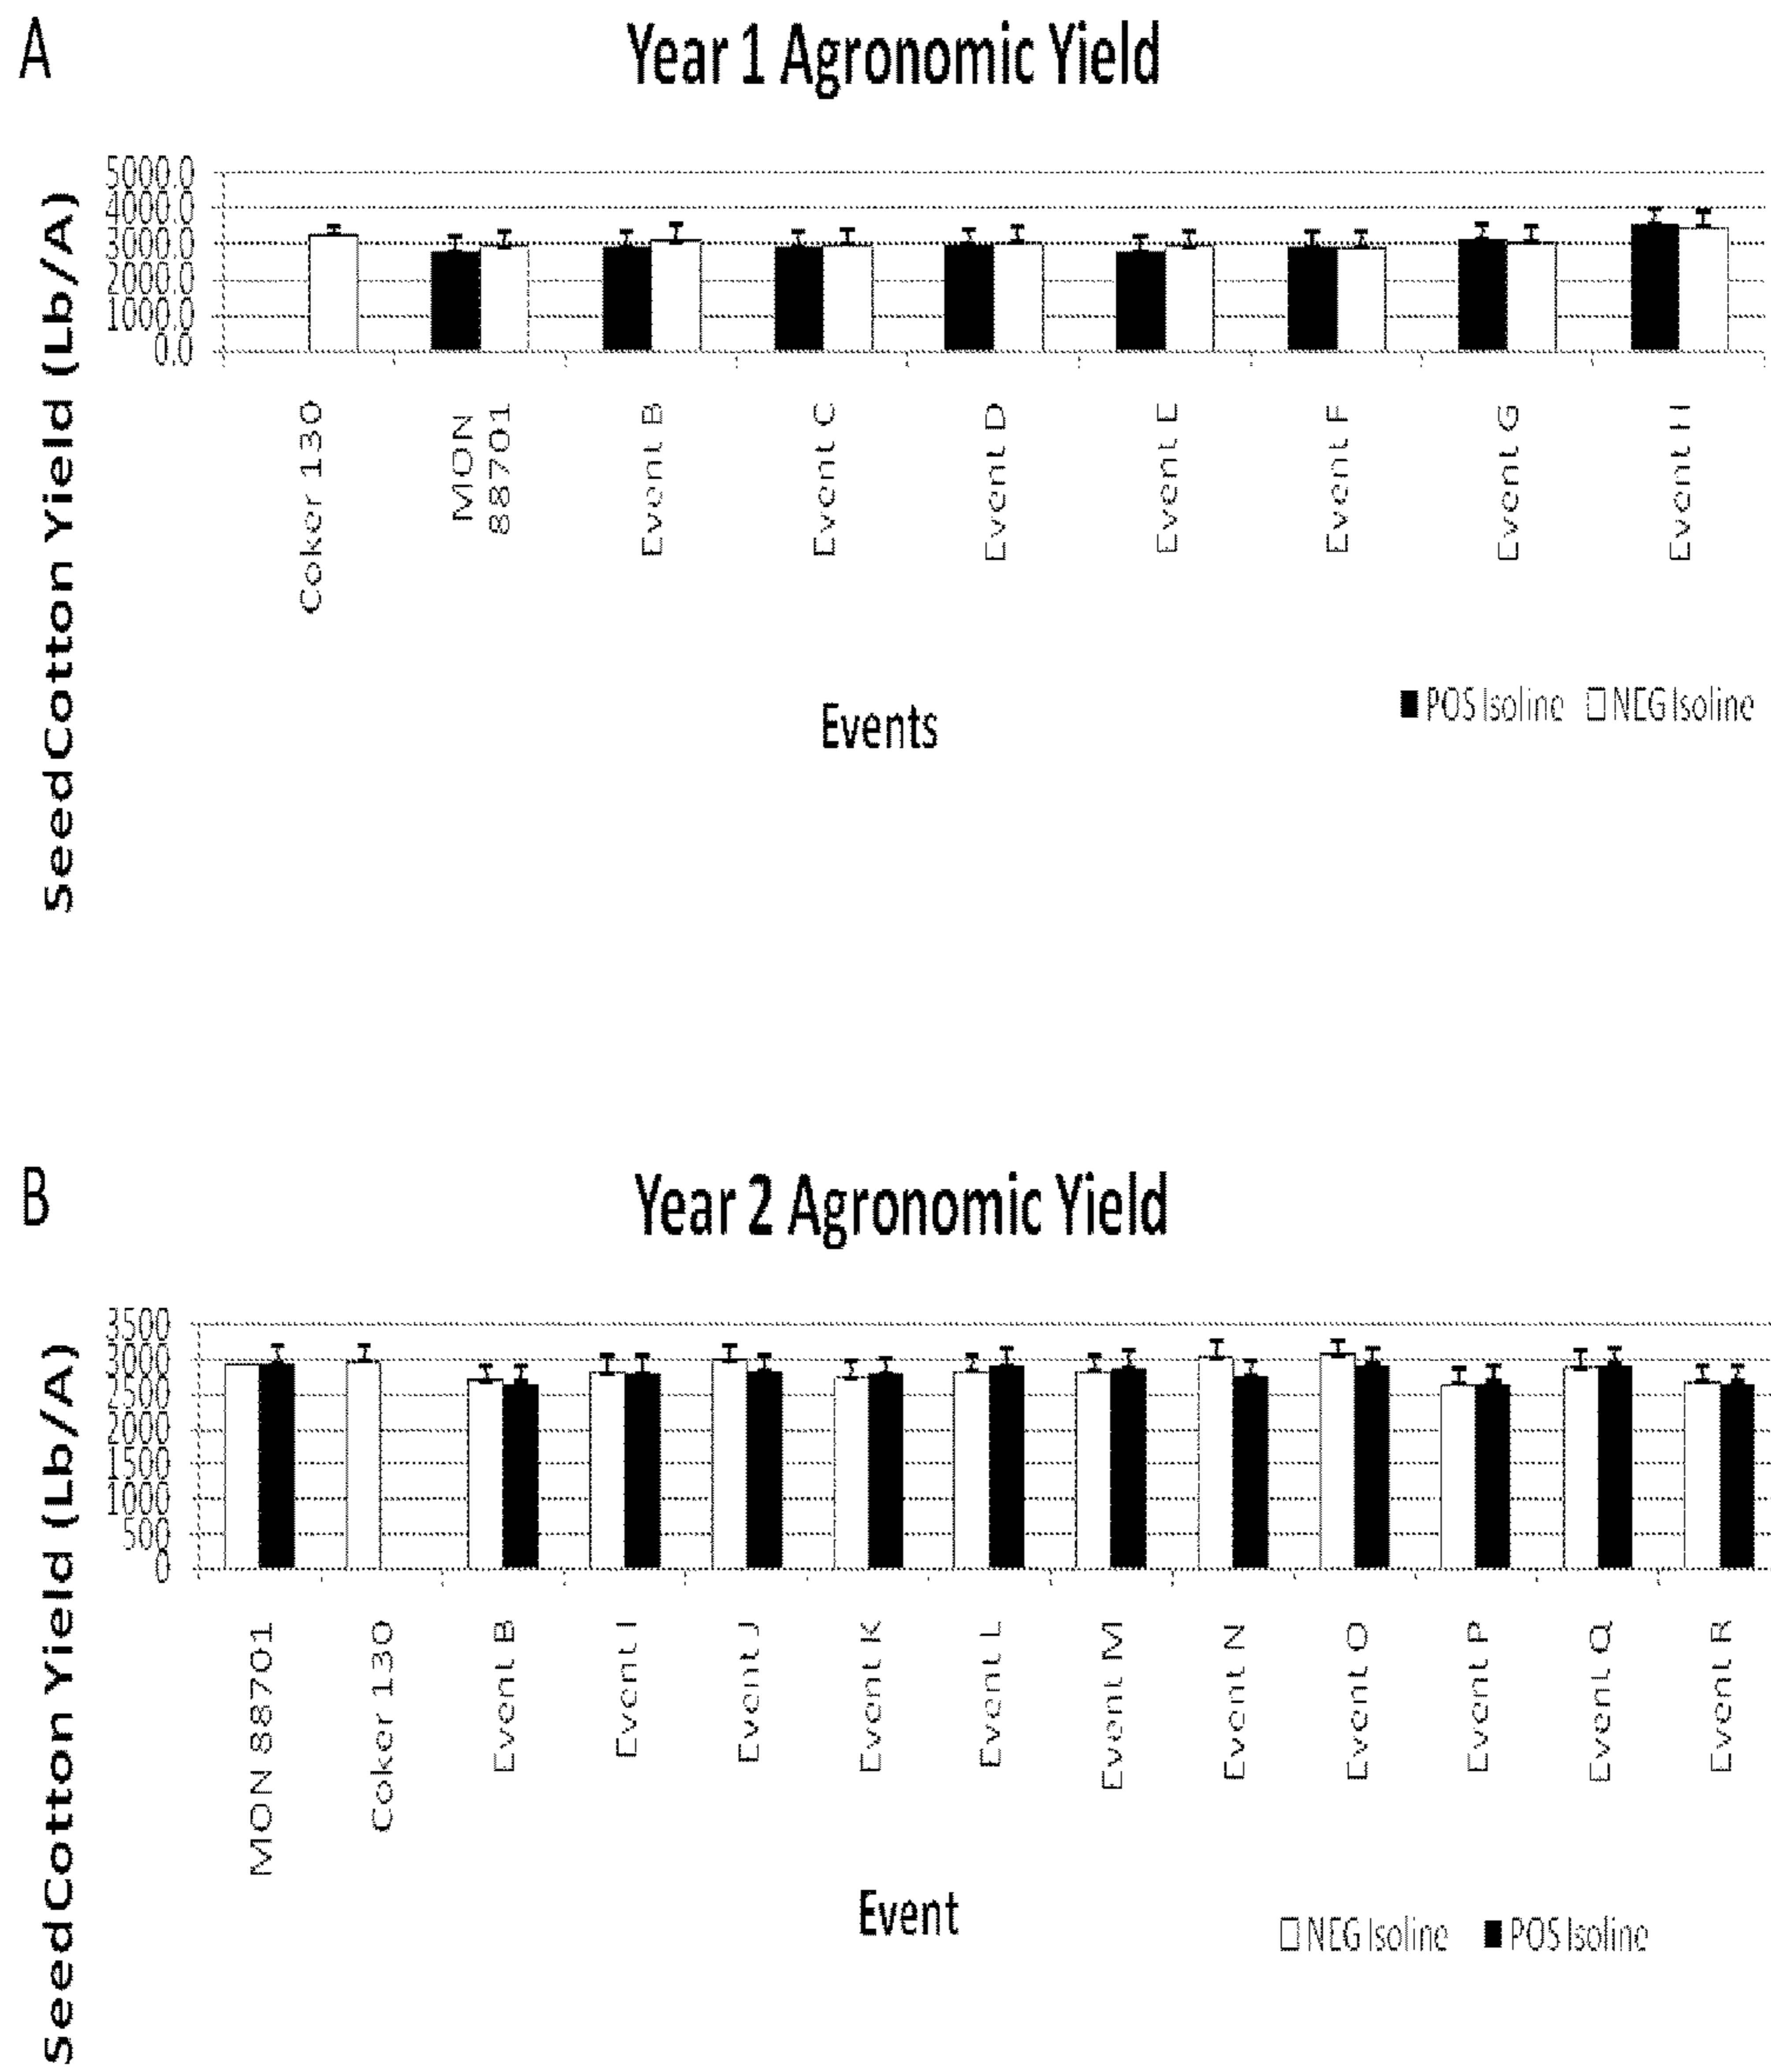 A
Year 1 Agronomic Yield
SeedCotton Yield (Lb/A)
5000.0
4000.0
3000.0
2000.0
1000.0
0.0
Coker 130
MON
88701
Event B
Event C
Event D
Event E
Event F
Event G
Event H
Events
POS Isoline NEG Isoline
B
Year 2 Agronomic Yield
SeedCotton Yield (Lb/A)
3500
3000
2500
2000
1500
1000
500
0
MON 88701
Coker 130
Event B
Event I
Event J
Event K
Event L
Event M
Event N
Event O
Event P
Event Q
Event R
Event
NEG Isoline POS Isoline